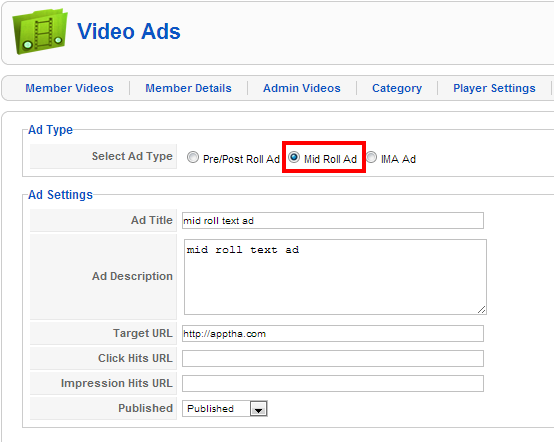 Video Ads
Member Videos Member Details Admin Videos Category Player Settings
Ad Type
Select Ad Type Pre/Post Roll Ad Mid Roll Ad IMA Ad
Ad Settings
Ad Title mid roll text ad
mid roll text ad
Ad Description
Target URL http://apptha.com
Click Hits URL
Impression Hits URL
Published Published